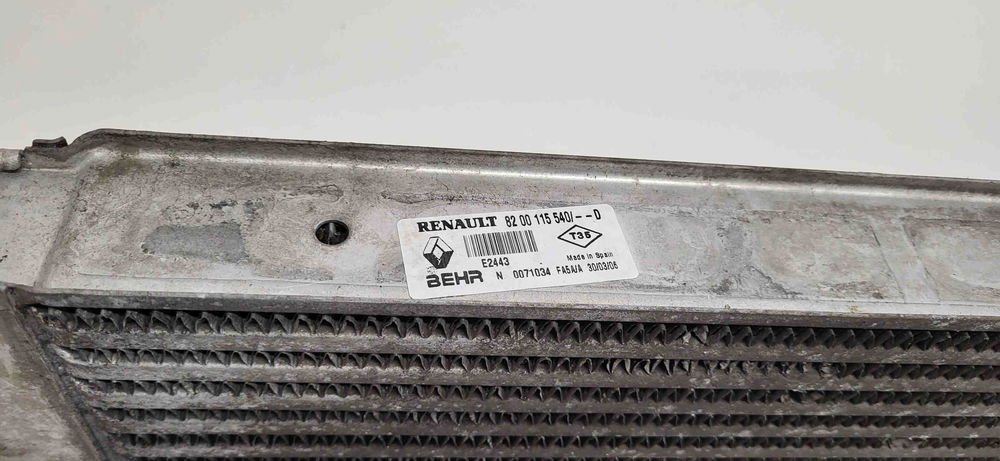 RENAULT 82 00 115 540/--D
T35
E2443
Made in Spain
BEHR N 0071034 FA5A/A 30/03/06